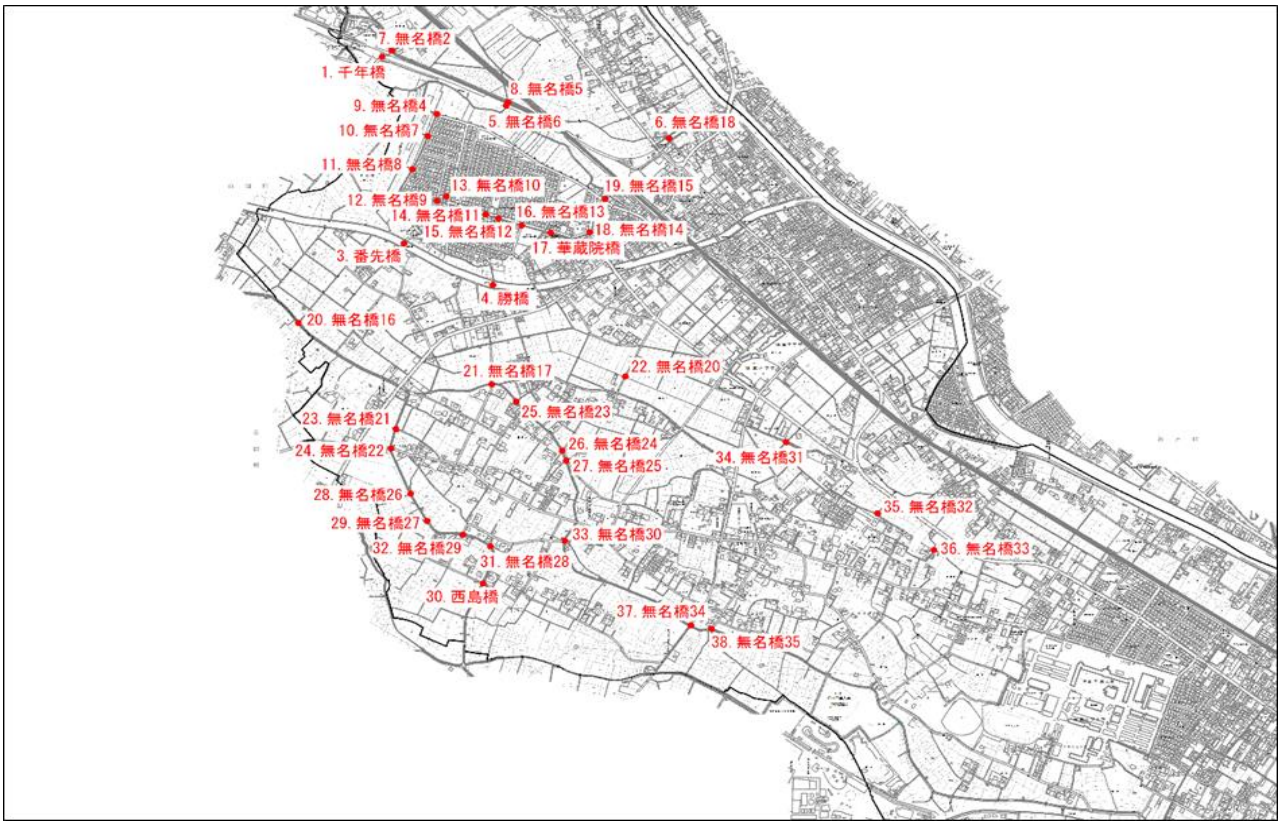 7. 無名橋2
1. 千年橋
8. 無名橋5
9. 無名橋4
5. 無名橋6
10. 無名橋7
6. 無名橋18
11. 無名橋8
13. 無名橋10
19. 無名橋15
12. 無名橋9
14. 無名橋11
16. 無名橋13
15. 無名橋12
18. 無名橋14
3. 番先橋
17. 華蔵院橋
4. 勝橋
20. 無名橋16
21. 無名橋17
22. 無名橋20
25. 無名橋23
23. 無名橋21
24. 無名橋22
26. 無名橋24
34. 無名橋31
27. 無名橋25
28. 無名橋26
35. 無名橋32
29. 無名橋27
33. 無名橋30
32. 無名橋29
36. 無名橋33
31. 無名橋28
30. 西島橋
37. 無名橋34
38. 無名橋35